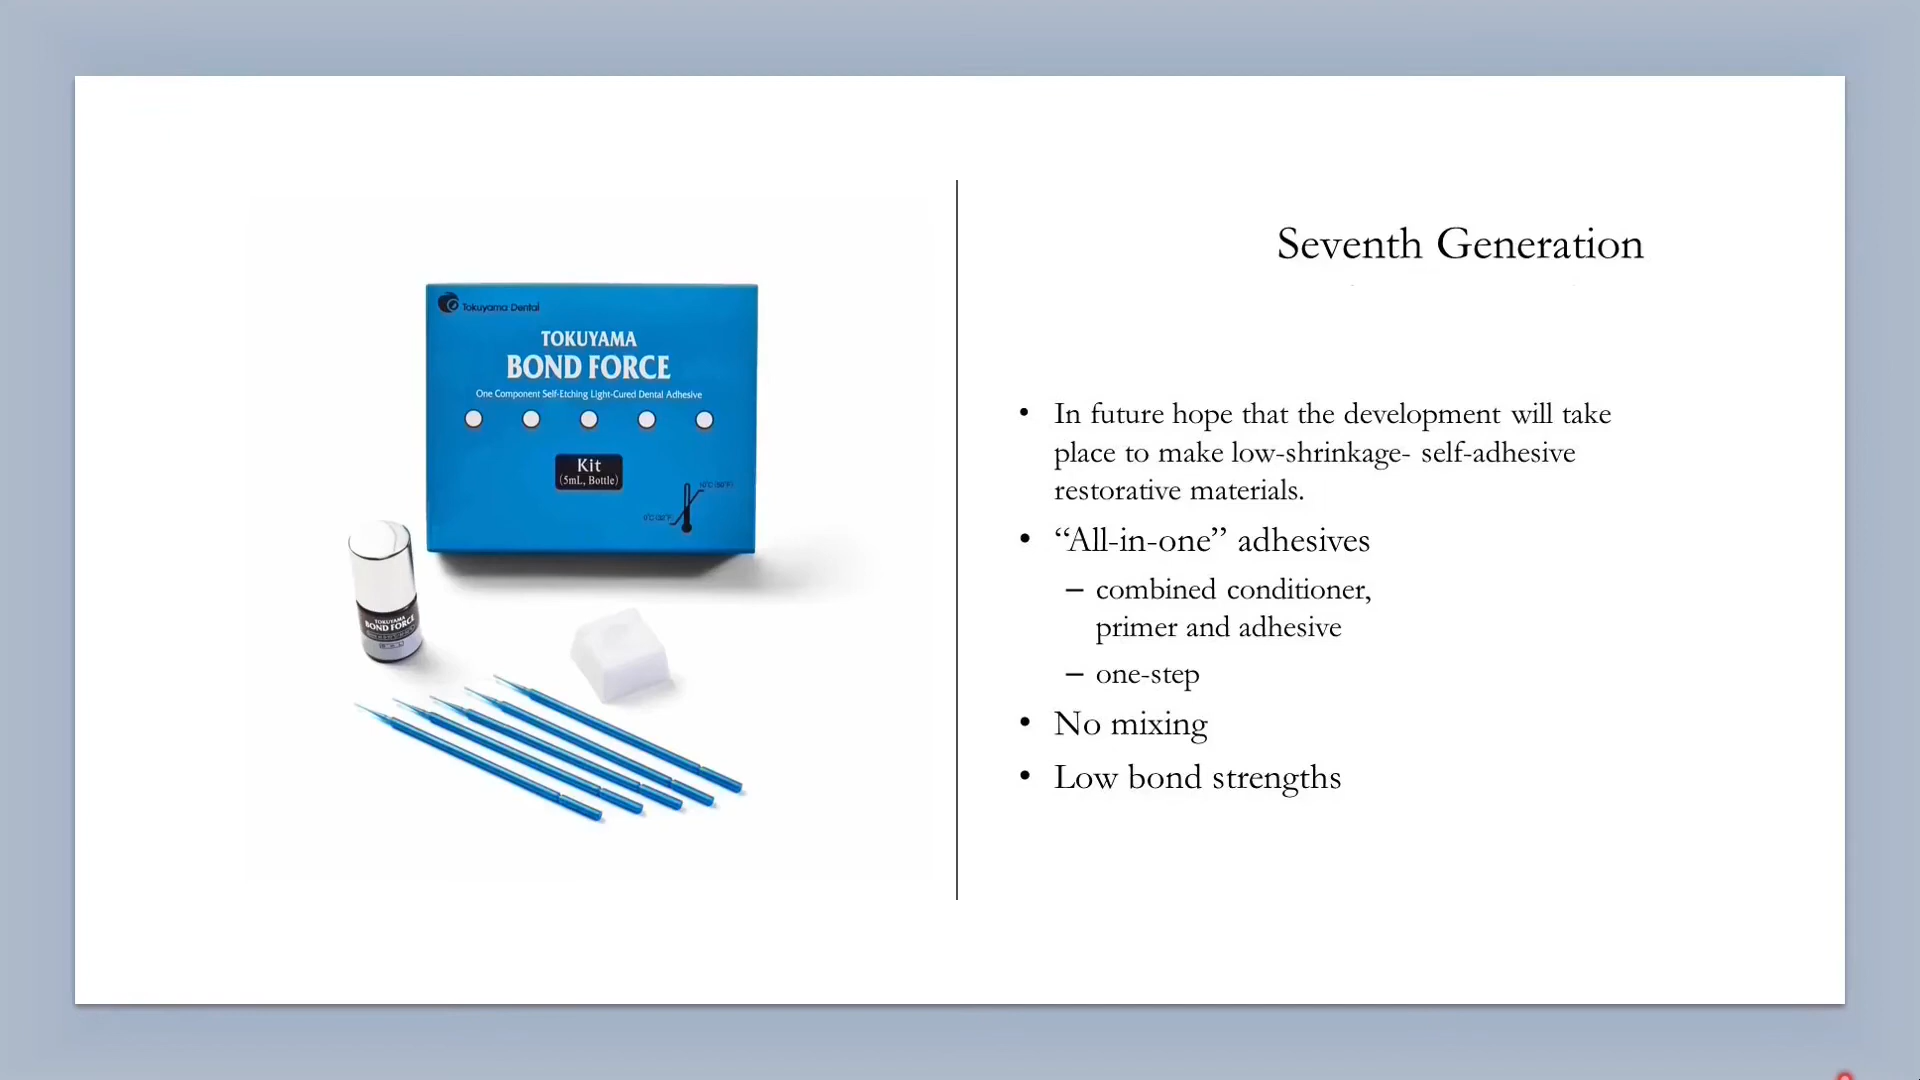 Tokuyama Dental
TOKUYAMA
BOND FORCE
One Component Self-Etching Light-Cured Dental Adhesive
Kit
(5mL, Bottle)
TOKUYAMA
BOND FORCE
Seventh Generation
• In future hope that the development will take
place to make low-shrinkage- self-adhesive
restorative materials.
• “All-in-one” adhesives
– combined conditioner,
primer and adhesive
– one-step
• No mixing
• Low bond strengths